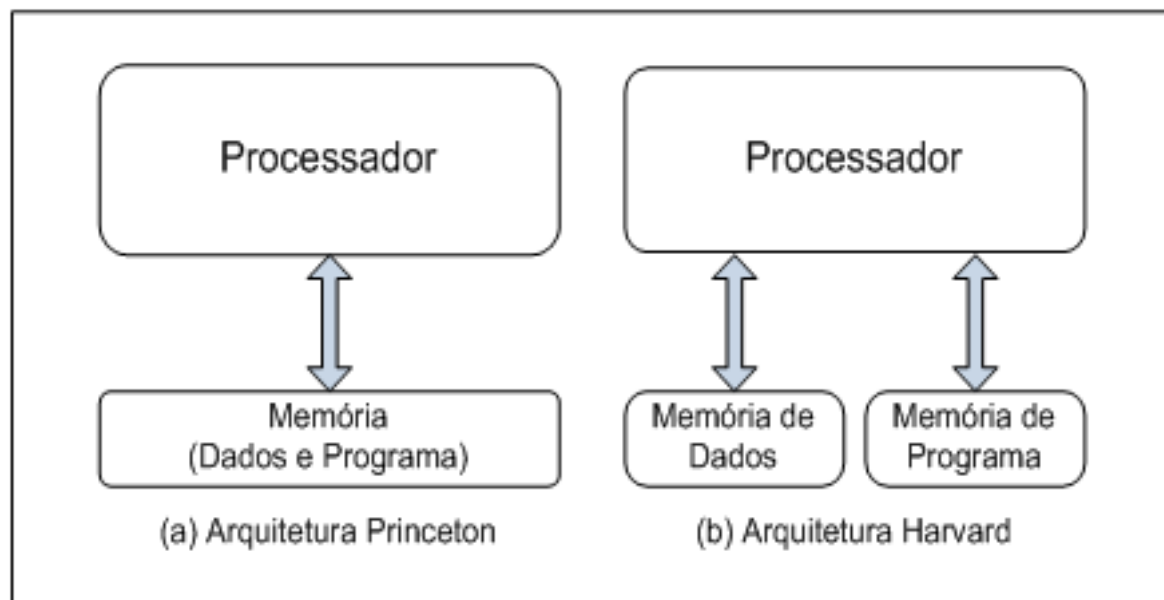 Processador
Processador
Memória
(Dados e Programa)
Memória de
Dados
Memória de
Programa
(a) Arquitetura Princeton
(b) Arquitetura Harvard